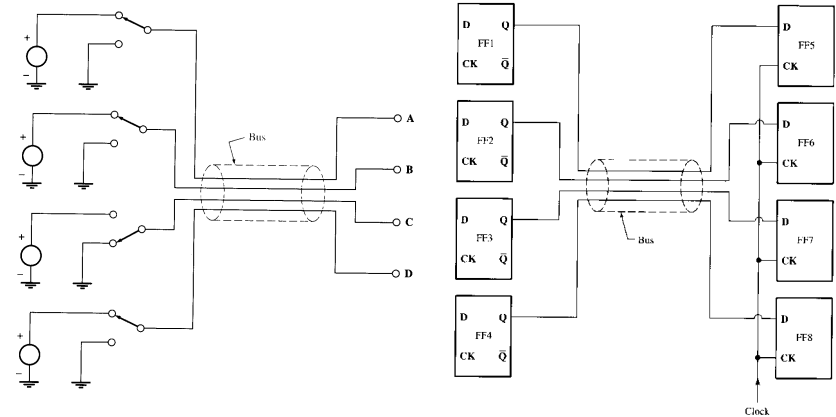 +
−
+
−
+
−
+
−
Bus
A
B
C
D
D Q
FF1
CK Q̅
D Q
FF2
CK Q̅
D Q
FF3
CK Q̅
D Q
FF4
CK Q̅
Bus
D
FF5
CK
D
FF6
CK
D
FF7
CK
D
FF8
CK
Clock